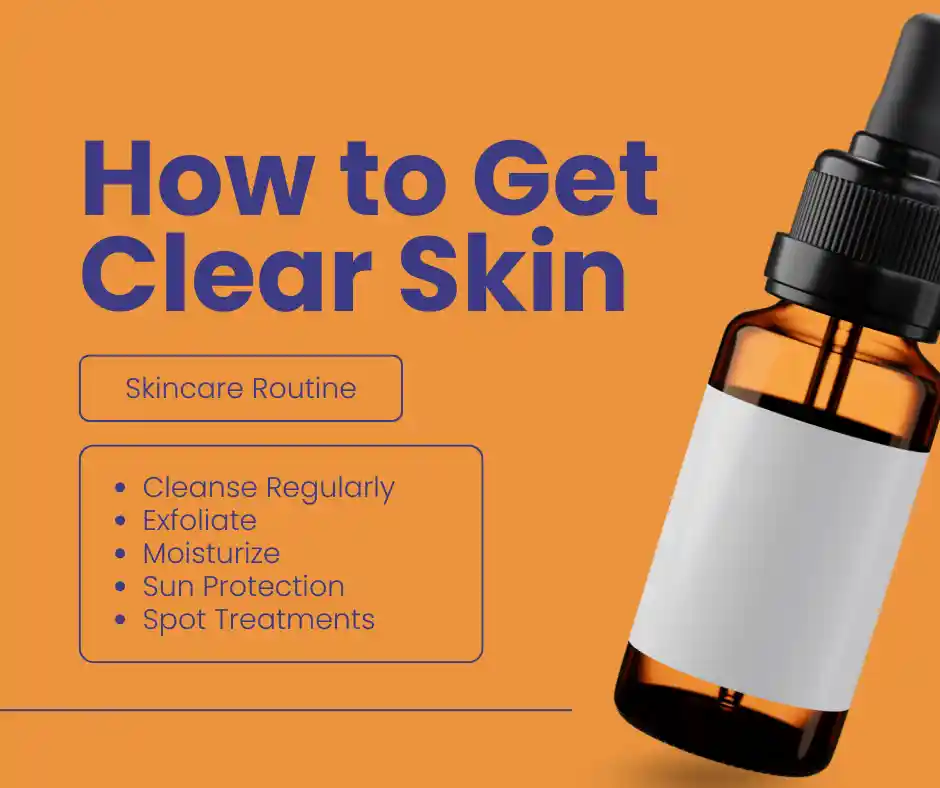 How to Get
Clear Skin
Skincare Routine
• Cleanse Regularly
• Exfoliate
• Moisturize
• Sun Protection
• Spot Treatments